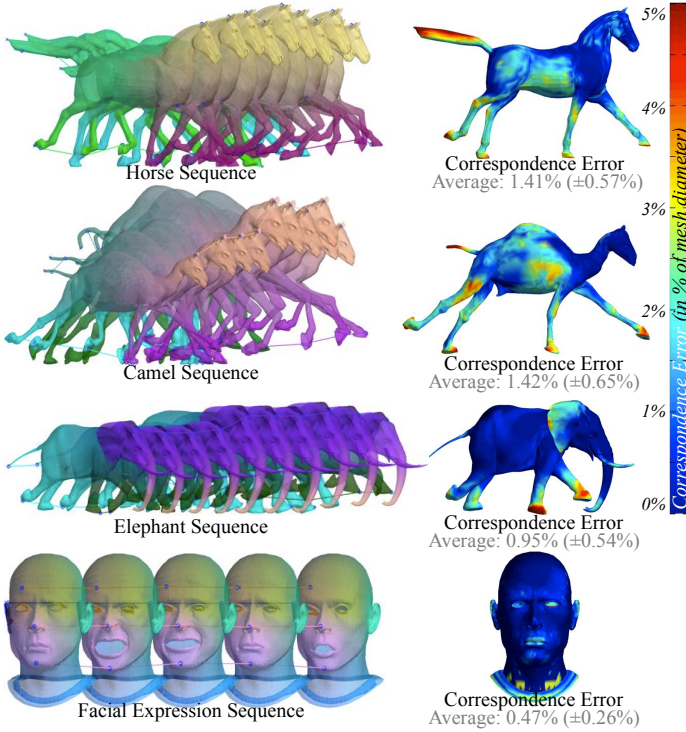 5%
4%
3%
2%
1%
0%
Correspondence Error (in % of mesh diameter)
Horse Sequence
Correspondence Error
Average: 1.41% (±0.57%)
Camel Sequence
Correspondence Error
Average: 1.42% (±0.65%)
Elephant Sequence
Correspondence Error
Average: 0.95% (±0.54%)
Facial Expression Sequence
Correspondence Error
Average: 0.47% (±0.26%)